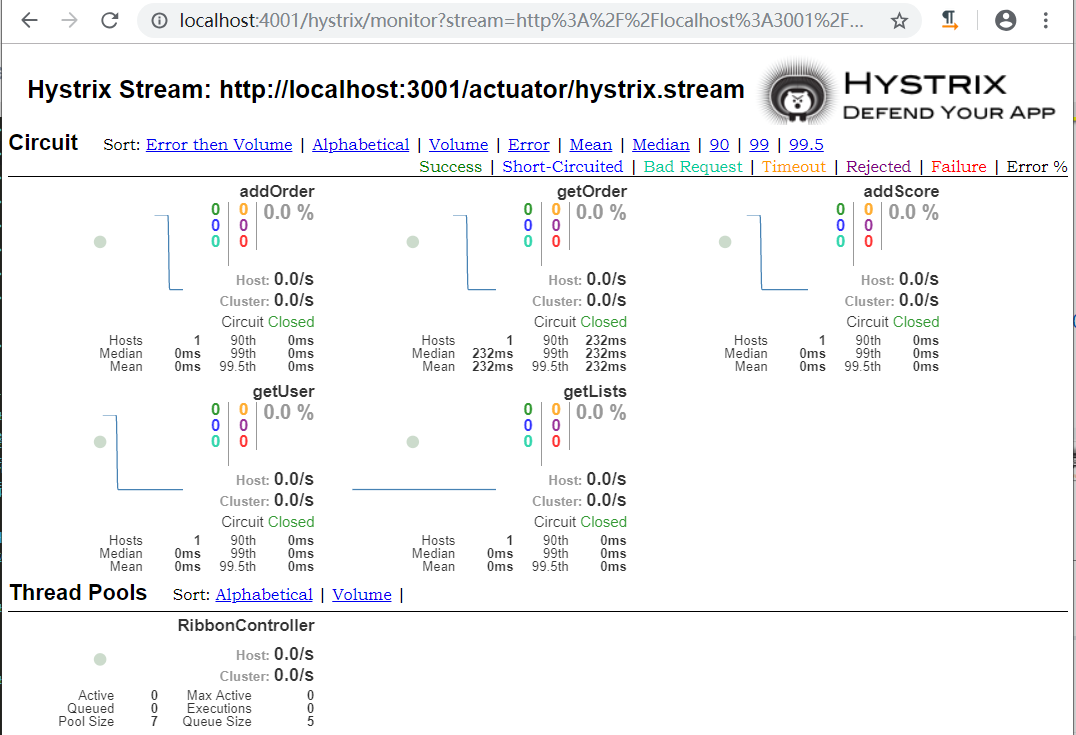 localhost:4001/hystrix/monitor?stream=http%3A%2F%2Flocalhost%3A3001%2F...
Hystrix Stream: http://localhost:3001/actuator/hystrix.stream
HYSTRIX
DEFEND YOUR APP
Circuit Sort: Error then Volume | Alphabetical | Volume | Error | Mean | Median | 90 | 99 | 99.5
Success | Short-Circuited | Bad Request | Timeout | Rejected | Failure | Error %
addOrder
0 0 0.0 %
0 0
0 0
Host: 0.0/s
Cluster: 0.0/s
Circuit Closed
Hosts 1 90th 0ms
Median 0ms 99th 0ms
Mean 0ms 99.5th 0ms
getOrder
0 0 0.0 %
0 0
0 0
Host: 0.0/s
Cluster: 0.0/s
Circuit Closed
Hosts 1 90th 232ms
Median 232ms 99th 232ms
Mean 232ms 99.5th 232ms
addScore
0 0 0.0 %
0 0
0 0
Host: 0.0/s
Cluster: 0.0/s
Circuit Closed
Hosts 1 90th 0ms
Median 0ms 99th 0ms
Mean 0ms 99.5th 0ms
getUser
0 0 0.0 %
0 0
0 0
Host: 0.0/s
Cluster: 0.0/s
Circuit Closed
Hosts 1 90th 0ms
Median 0ms 99th 0ms
Mean 0ms 99.5th 0ms
getLists
0 0 0.0 %
0 0
0 0
Host: 0.0/s
Cluster: 0.0/s
Circuit Closed
Hosts 1 90th 0ms
Median 0ms 99th 0ms
Mean 0ms 99.5th 0ms
Thread Pools Sort: Alphabetical | Volume |
RibbonController
Host: 0.0/s
Cluster: 0.0/s
Active 0 Max Active 0
Queued 0 Executions 0
Pool Size 7 Queue Size 5